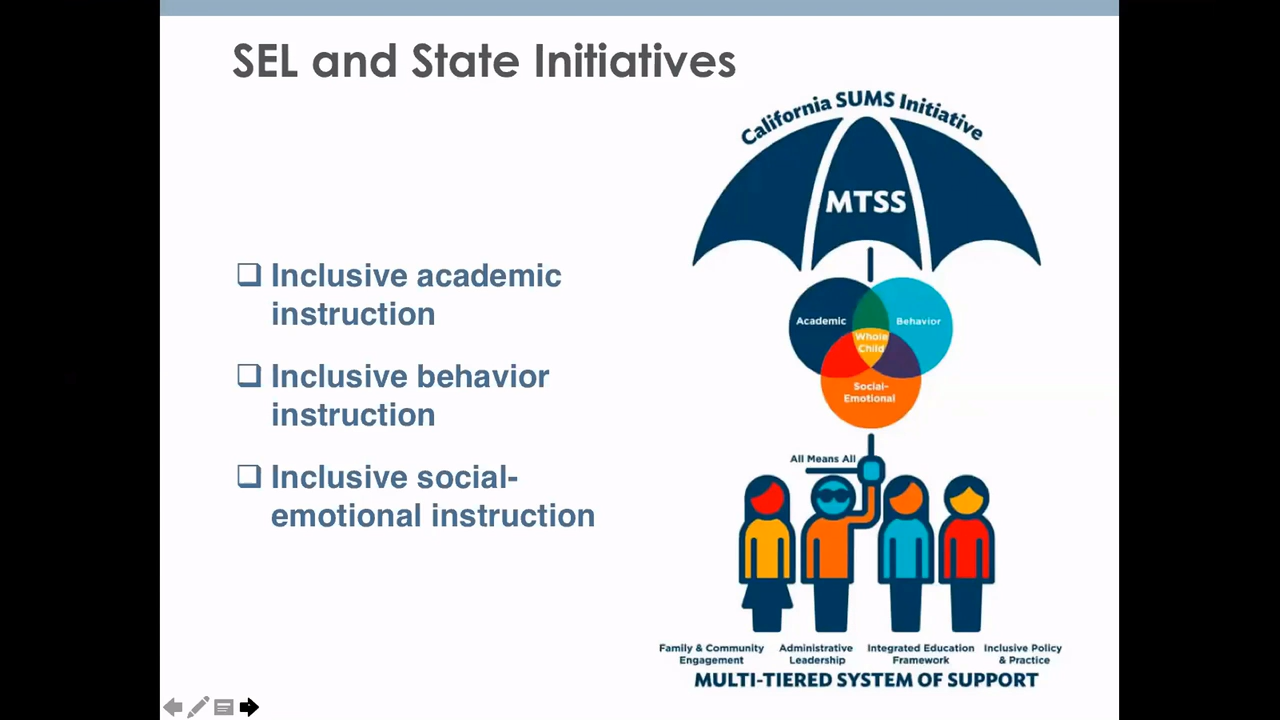 SEL and State Initiatives
Inclusive academic
instruction
Inclusive behavior
instruction
Inclusive social-
emotional instruction
California SUMS Initiative
MTSS
Academic
Behavior
Whole
Child
Social-
Emotional
All Means All
Family & Community
Engagement
Administrative
Leadership
Integrated Education
Framework
Inclusive Policy
& Practice
MULTI-TIERED SYSTEM OF SUPPORT